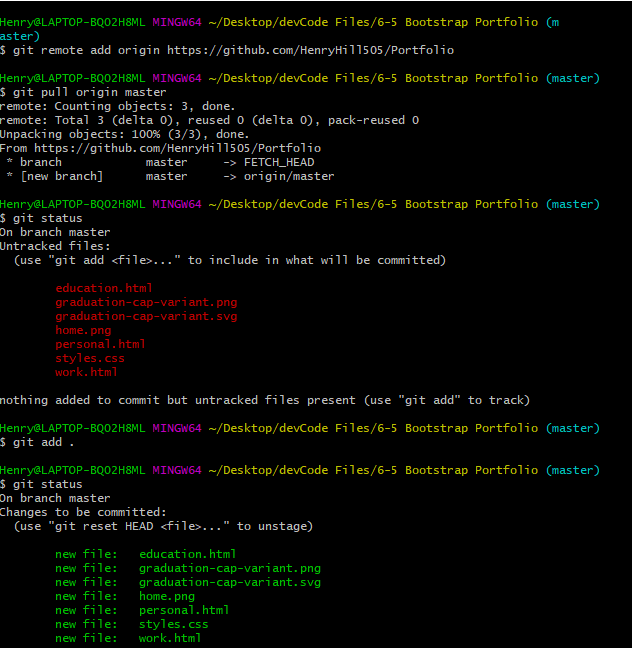 Henry@LAPTOP-BQO2H8ML MINGW64 ~/Desktop/devCode Files/6-5 Bootstrap Portfolio (m
aster)
$ git remote add origin https://github.com/HenryHill505/Portfolio
Henry@LAPTOP-BQO2H8ML MINGW64 ~/Desktop/devCode Files/6-5 Bootstrap Portfolio (master)
$ git pull origin master
remote: Counting objects: 3, done.
remote: Total 3 (delta 0), reused 0 (delta 0), pack-reused 0
Unpacking objects: 100% (3/3), done.
From https://github.com/HenryHill505/Portfolio
 * branch            master     -> FETCH_HEAD
 * [new branch]      master     -> origin/master
Henry@LAPTOP-BQO2H8ML MINGW64 ~/Desktop/devCode Files/6-5 Bootstrap Portfolio (master)
$ git status
On branch master
Untracked files:
  (use "git add <file>..." to include in what will be committed)
        education.html
        graduation-cap-variant.png
        graduation-cap-variant.svg
        home.png
        personal.html
        styles.css
        work.html
nothing added to commit but untracked files present (use "git add" to track)
Henry@LAPTOP-BQO2H8ML MINGW64 ~/Desktop/devCode Files/6-5 Bootstrap Portfolio (master)
$ git add .
Henry@LAPTOP-BQO2H8ML MINGW64 ~/Desktop/devCode Files/6-5 Bootstrap Portfolio (master)
$ git status
On branch master
Changes to be committed:
  (use "git reset HEAD <file>..." to unstage)
        new file:   education.html
        new file:   graduation-cap-variant.png
        new file:   graduation-cap-variant.svg
        new file:   home.png
        new file:   personal.html
        new file:   styles.css
        new file:   work.html